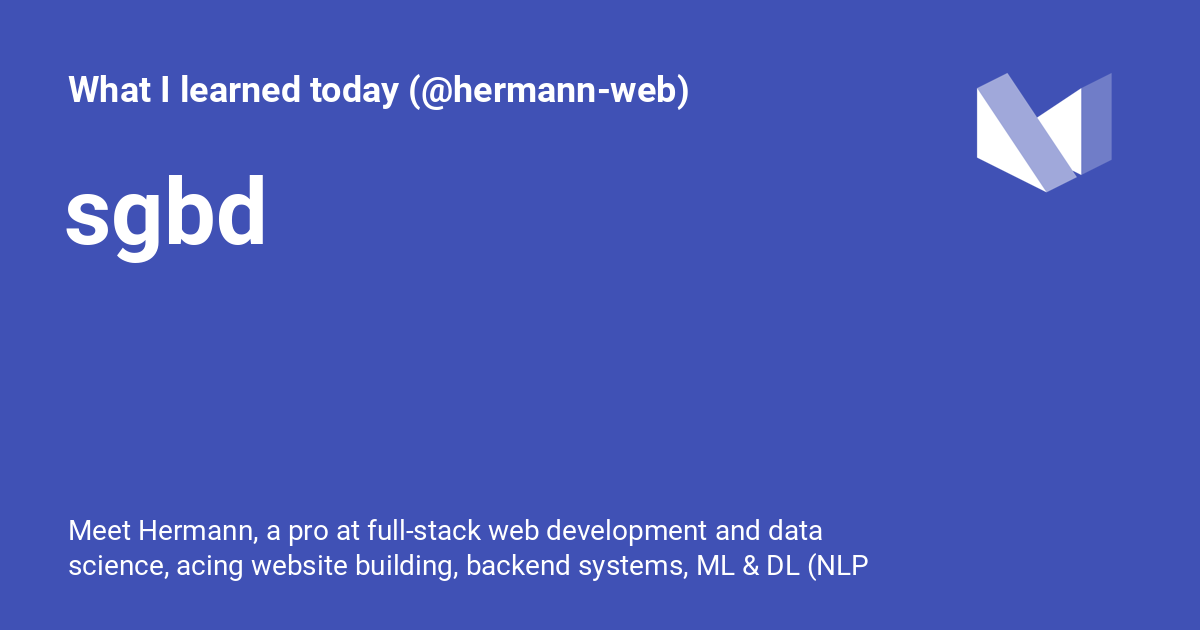 What I learned today (@hermann-web)
sgbd
Meet Hermann, a pro at full-stack web development and data
science, acing website building, backend systems, ML & DL (NLP